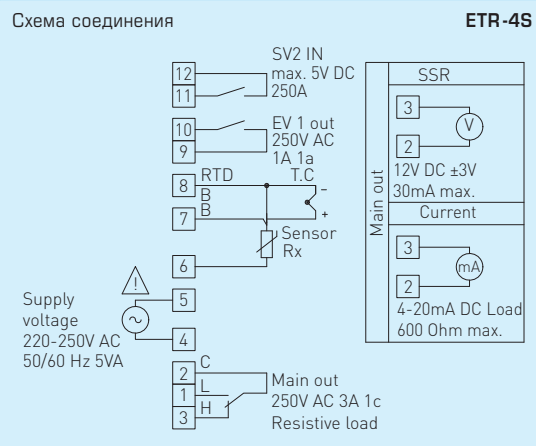 Схема соединения
ETR-4S
SV2 IN
12
max. 5V DC
11
250A
10
EV 1 out
250V AC
9
1A 1a
8
RTD
T.C
B
–
7
B
+
Sensor
Rx
6
5
Supply
voltage
220-250V AC
50/60 Hz 5VA
4
2
C
1
L
3
H
Main out
250V AC 3A 1c
Resistive load
Main out
SSR
3
V
2
12V DC ±3V
30mA max.
Current
3
mA
2
4-20mA DC Load
600 Ohm max.